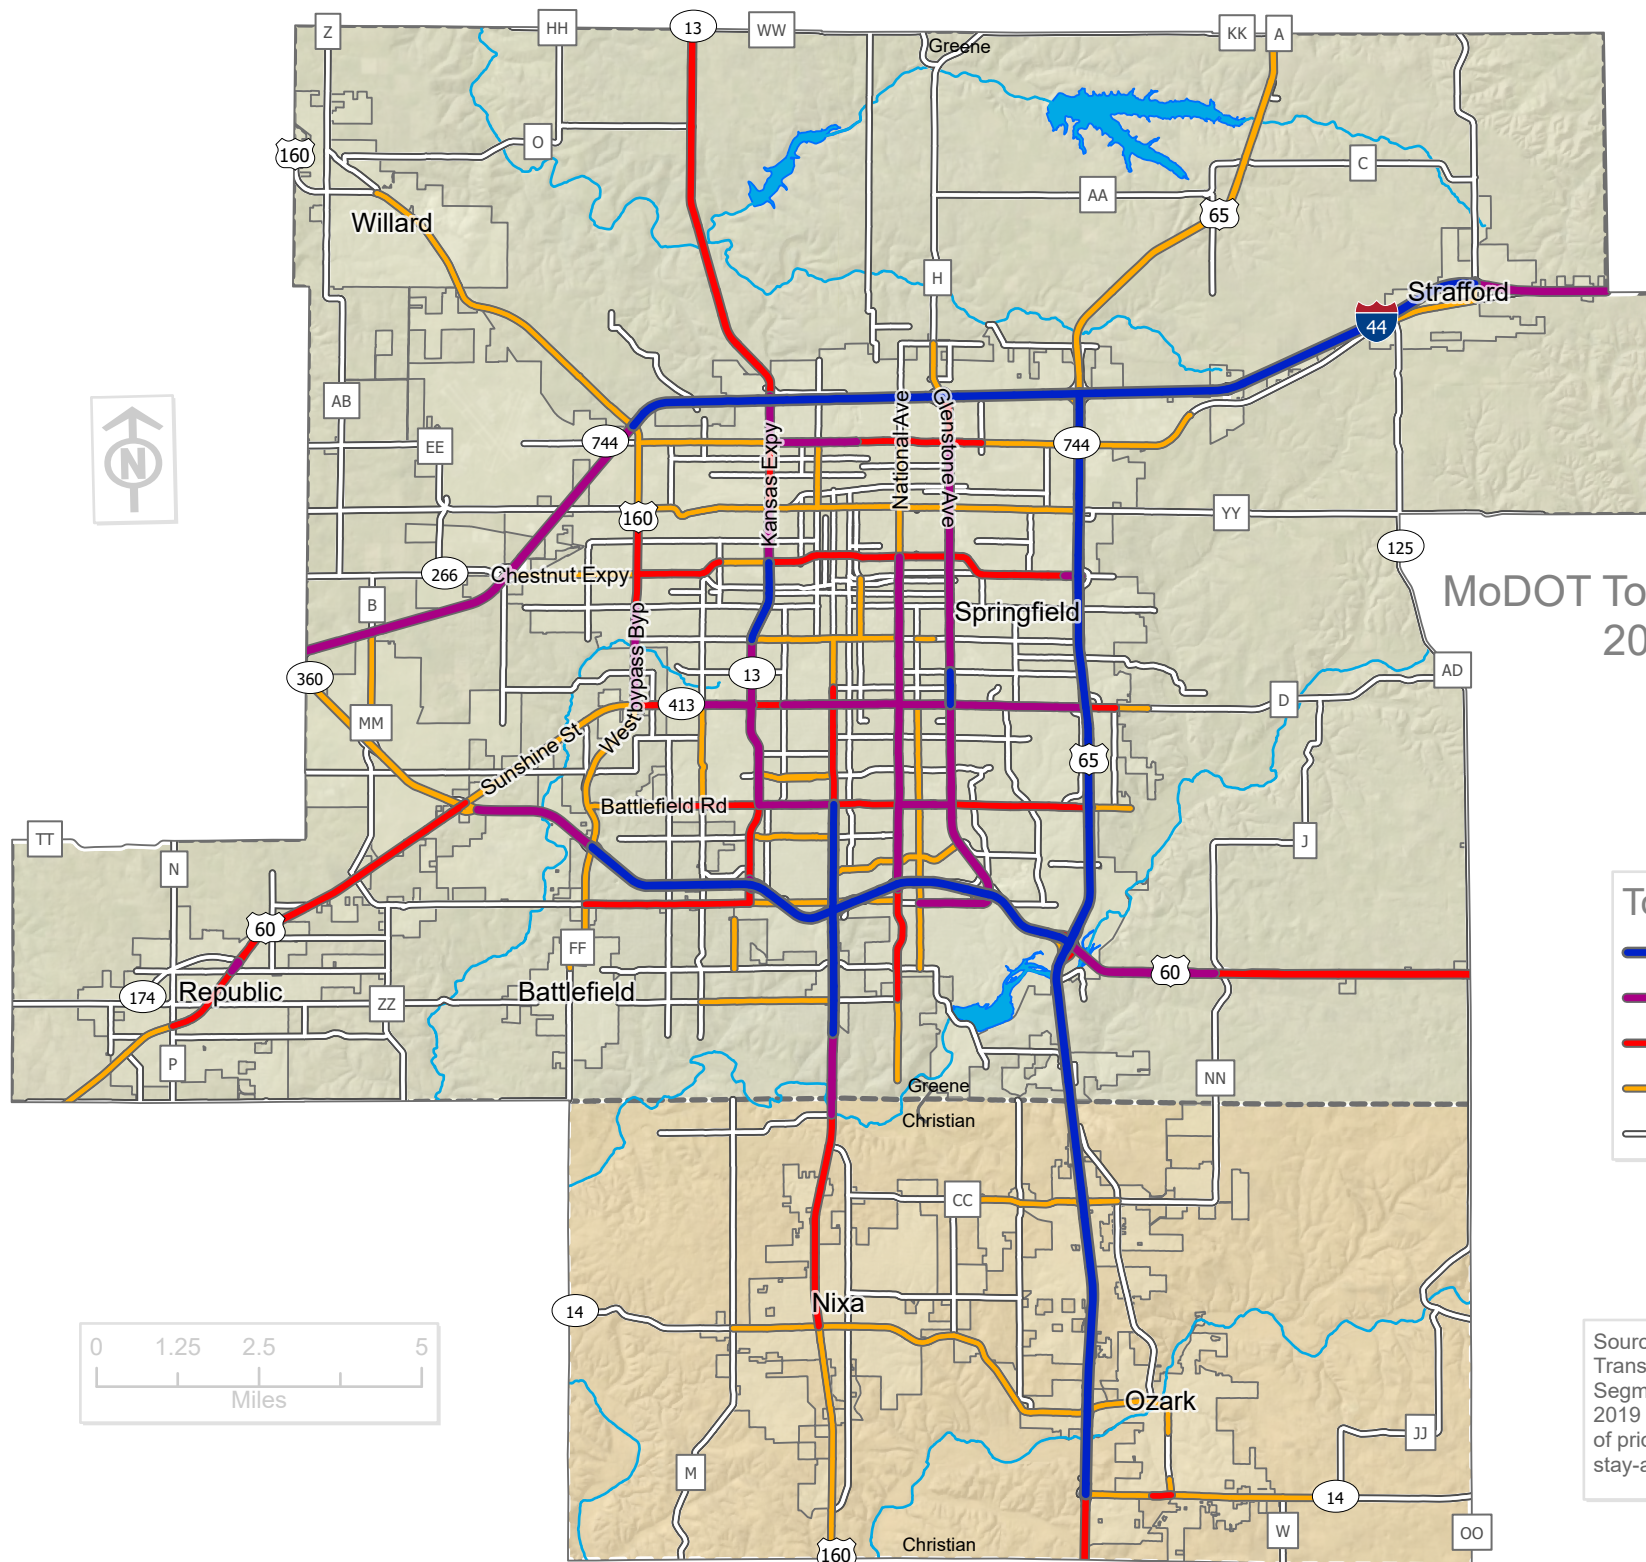 Z
HH
13
WW
Greene
KK
A
160
O
C
AA
Willard
65
H
Strafford
44
AB
National Ave
Glenstone Ave
Kansas Expy
744
EE
744
160
YY
N
125
266
Chestnut Expy
MoDOT To
B
Springfield
20
Westbypass Byp
360
13
AD
413
D
MM
Sunshine St
65
Battlefield Rd
TT
J
N
To
60
FF
60
174
Republic
Battlefield
ZZ
P
NN
Greene
Christian
CC
14
Nixa
0
1.25
2.5
5
Miles
Sourc
Trans
Segm
2019
of pric
stay-a
Ozark
JJ
M
14
W
OO
Christian
160